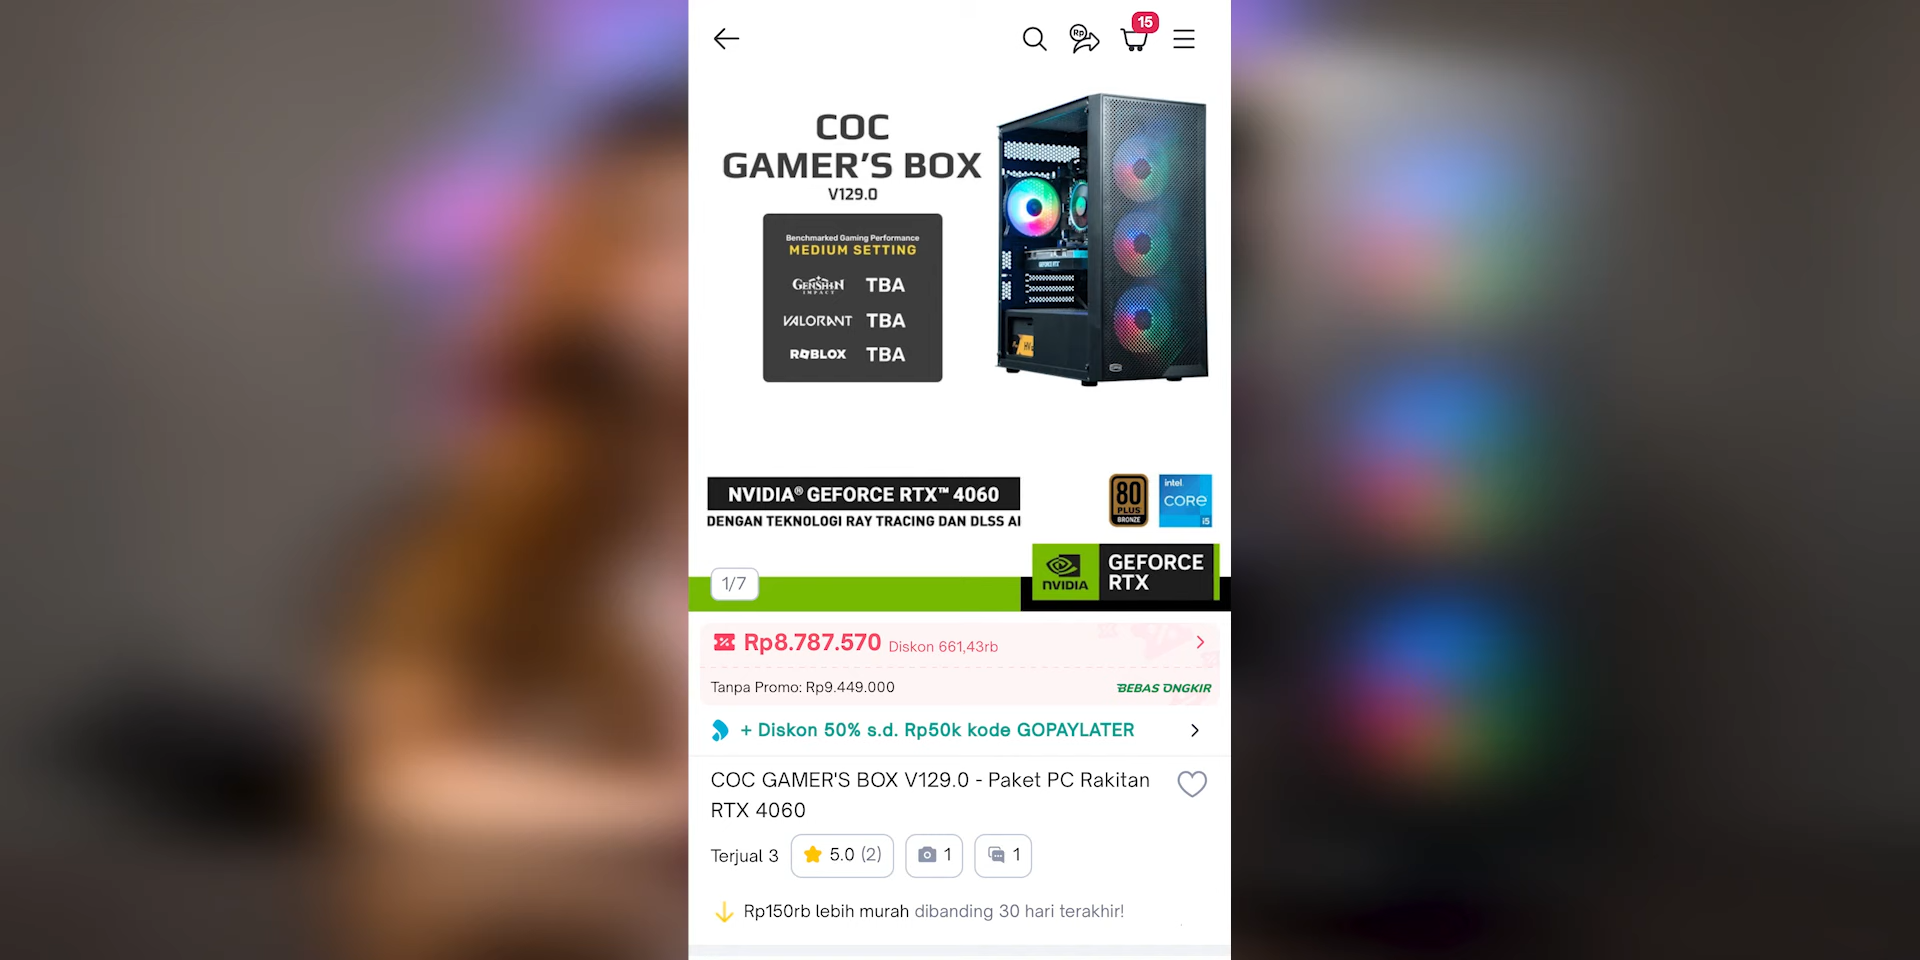 15
Rp
COC
GAMER'S BOX
V129.0
Benchmarked Gaming Performance
MEDIUM SETTING
GENSHIN IMPACT TBA
VALORANT TBA
ROBLOX TBA
GEFORCE RTX
NVIDIA® GEFORCE RTX™ 4060
DENGAN TEKNOLOGI RAY TRACING DAN DLSS AI
80 PLUS BRONZE
intel CORE i5
NVIDIA GEFORCE RTX
1/7
Rp8.787.570 Diskon 661,43rb
Tanpa Promo: Rp9.449.000
BEBAS ONGKIR
+ Diskon 50% s.d. Rp50k kode GOPAYLATER
COC GAMER'S BOX V129.0 - Paket PC Rakitan
RTX 4060
Terjual 3 5.0 (2) 1 1
Rp150rb lebih murah dibanding 30 hari terakhir!